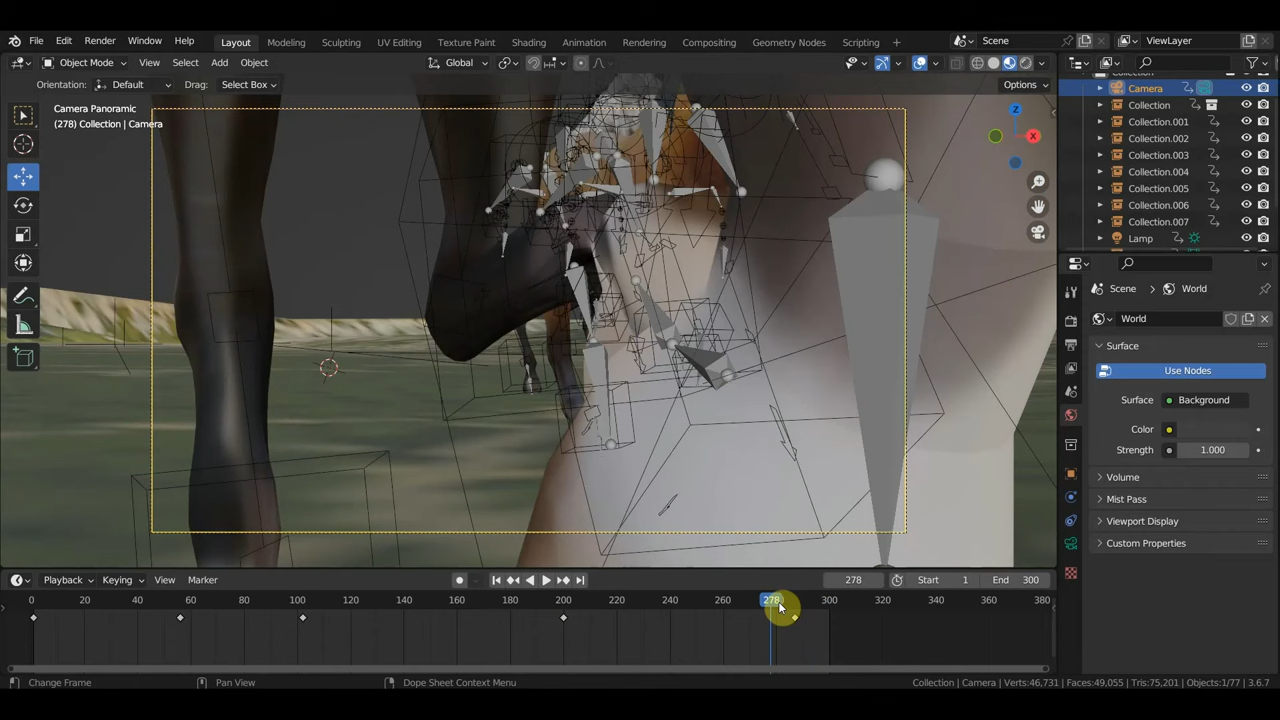 File Edit Render Window Help Layout Modeling Sculpting UV Editing Texture Paint Shading Animation Rendering Compositing Geometry Nodes Scripting + Scene ViewLayer
Object Mode View Select Add Object Global
Orientation: Default Drag: Select Box Options
Camera Panoramic
(278) Collection | Camera
Z
X
Camera
Collection
Collection.001
Collection.002
Collection.003
Collection.004
Collection.005
Collection.006
Collection.007
Lamp
Scene > World
World
Surface
Use Nodes
Surface Background
Color
Strength 1.000
Volume
Mist Pass
Viewport Display
Custom Properties
Playback Keying View Marker 278 Start 1 End 300
0 20 40 60 80 100 120 140 160 180 200 220 240 260 278 300 320 340 360 380
Change Frame Pan View Dope Sheet Context Menu Collection | Camera | Verts:46,731 | Faces:49,055 | Tris:75,201 | Objects:1/77 | 3.6.7